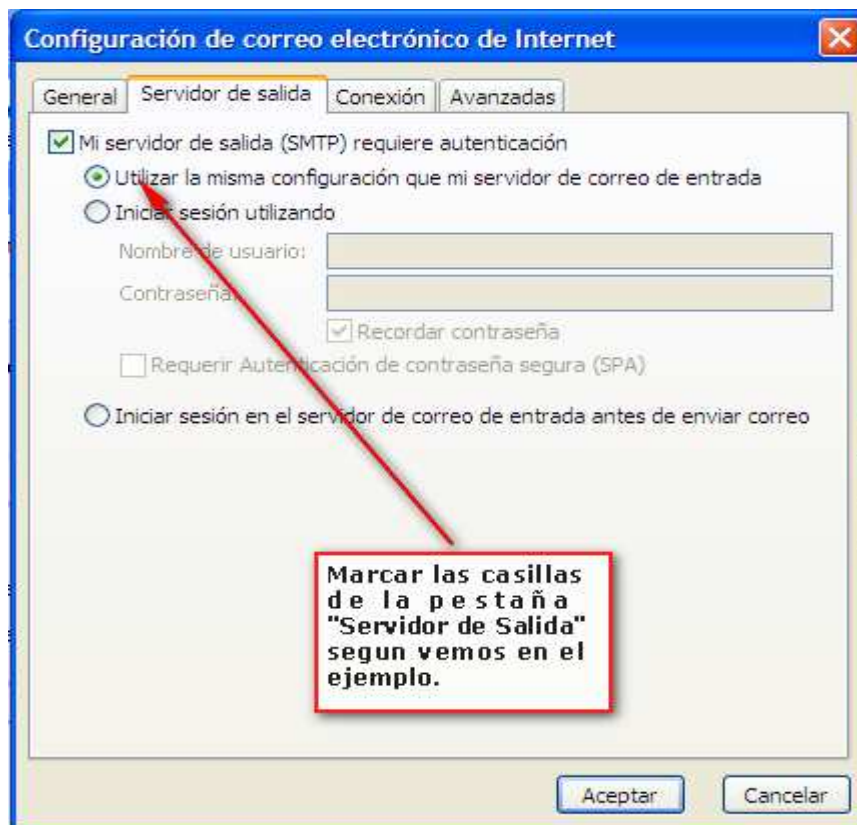 Configuración de correo electrónico de Internet
General Servidor de salida Conexión Avanzadas
Mi servidor de salida (SMTP) requiere autenticación
Utilizar la misma configuración que mi servidor de correo de entrada
Iniciar sesión utilizando
Nombre de usuario:
Contraseña:
Recordar contraseña
Requerir Autenticación de contraseña segura (SPA)
Iniciar sesión en el servidor de correo de entrada antes de enviar correo
Marcar las casillas
de la pestaña
"Servidor de Salida"
segun vemos en el
ejemplo.
Aceptar Cancelar